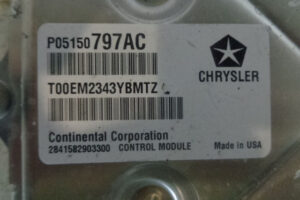 P05150797AC
CHRYSLER
T00EM2343YBMTZ
Continental Corporation
2841582903300 CONTROL MODULE Made in USA